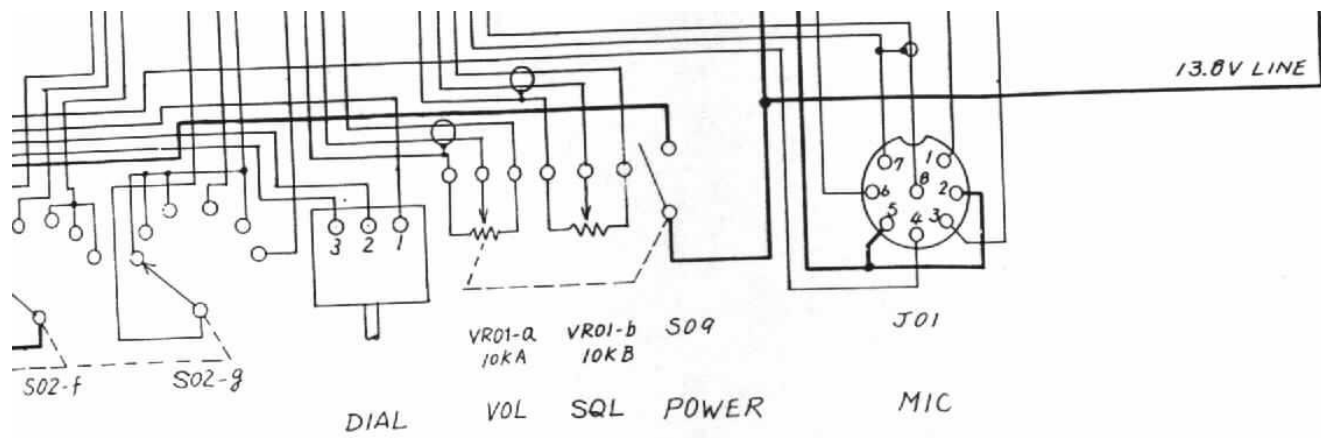 13.8V LINE
7 1
8
6 2
5 4 3
3 2 1
S02-f
S02-g
VR01-a
10KA
VR01-b
10KB
S09
J01
DIAL
VOL
SQL
POWER
MIC